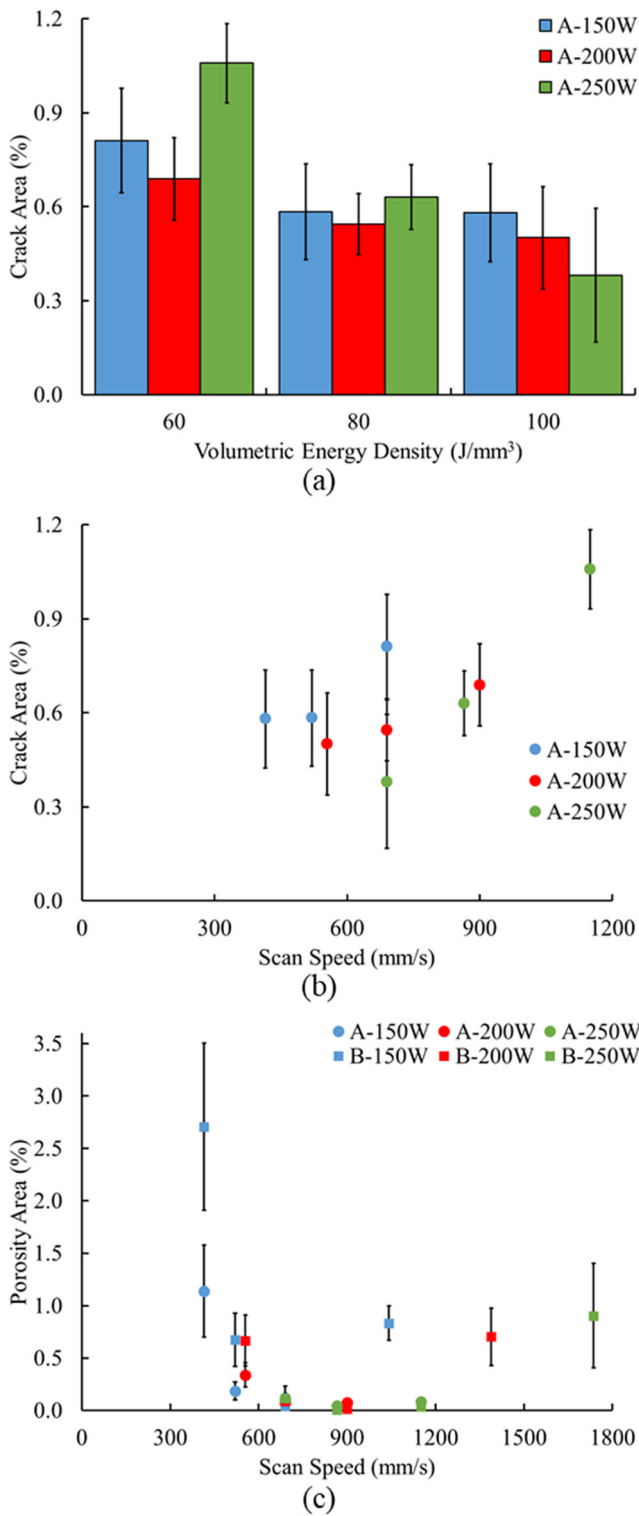 1.2
A-150W
A-200W
A-250W
0.9
0.6
0.3
0.0
Crack Area (%)
60 80 100
Volumetric Energy Density (J/mm³)
(a)
1.2
0.9
0.6
0.3
0.0
Crack Area (%)
A-150W
A-200W
A-250W
0 300 600 900 1200
Scan Speed (mm/s)
(b)
A-150W A-200W A-250W
B-150W B-200W B-250W
3.5
3.0
2.5
2.0
1.5
1.0
0.5
0.0
Porosity Area (%)
0 300 600 900 1200 1500 1800
Scan Speed (mm/s)
(c)